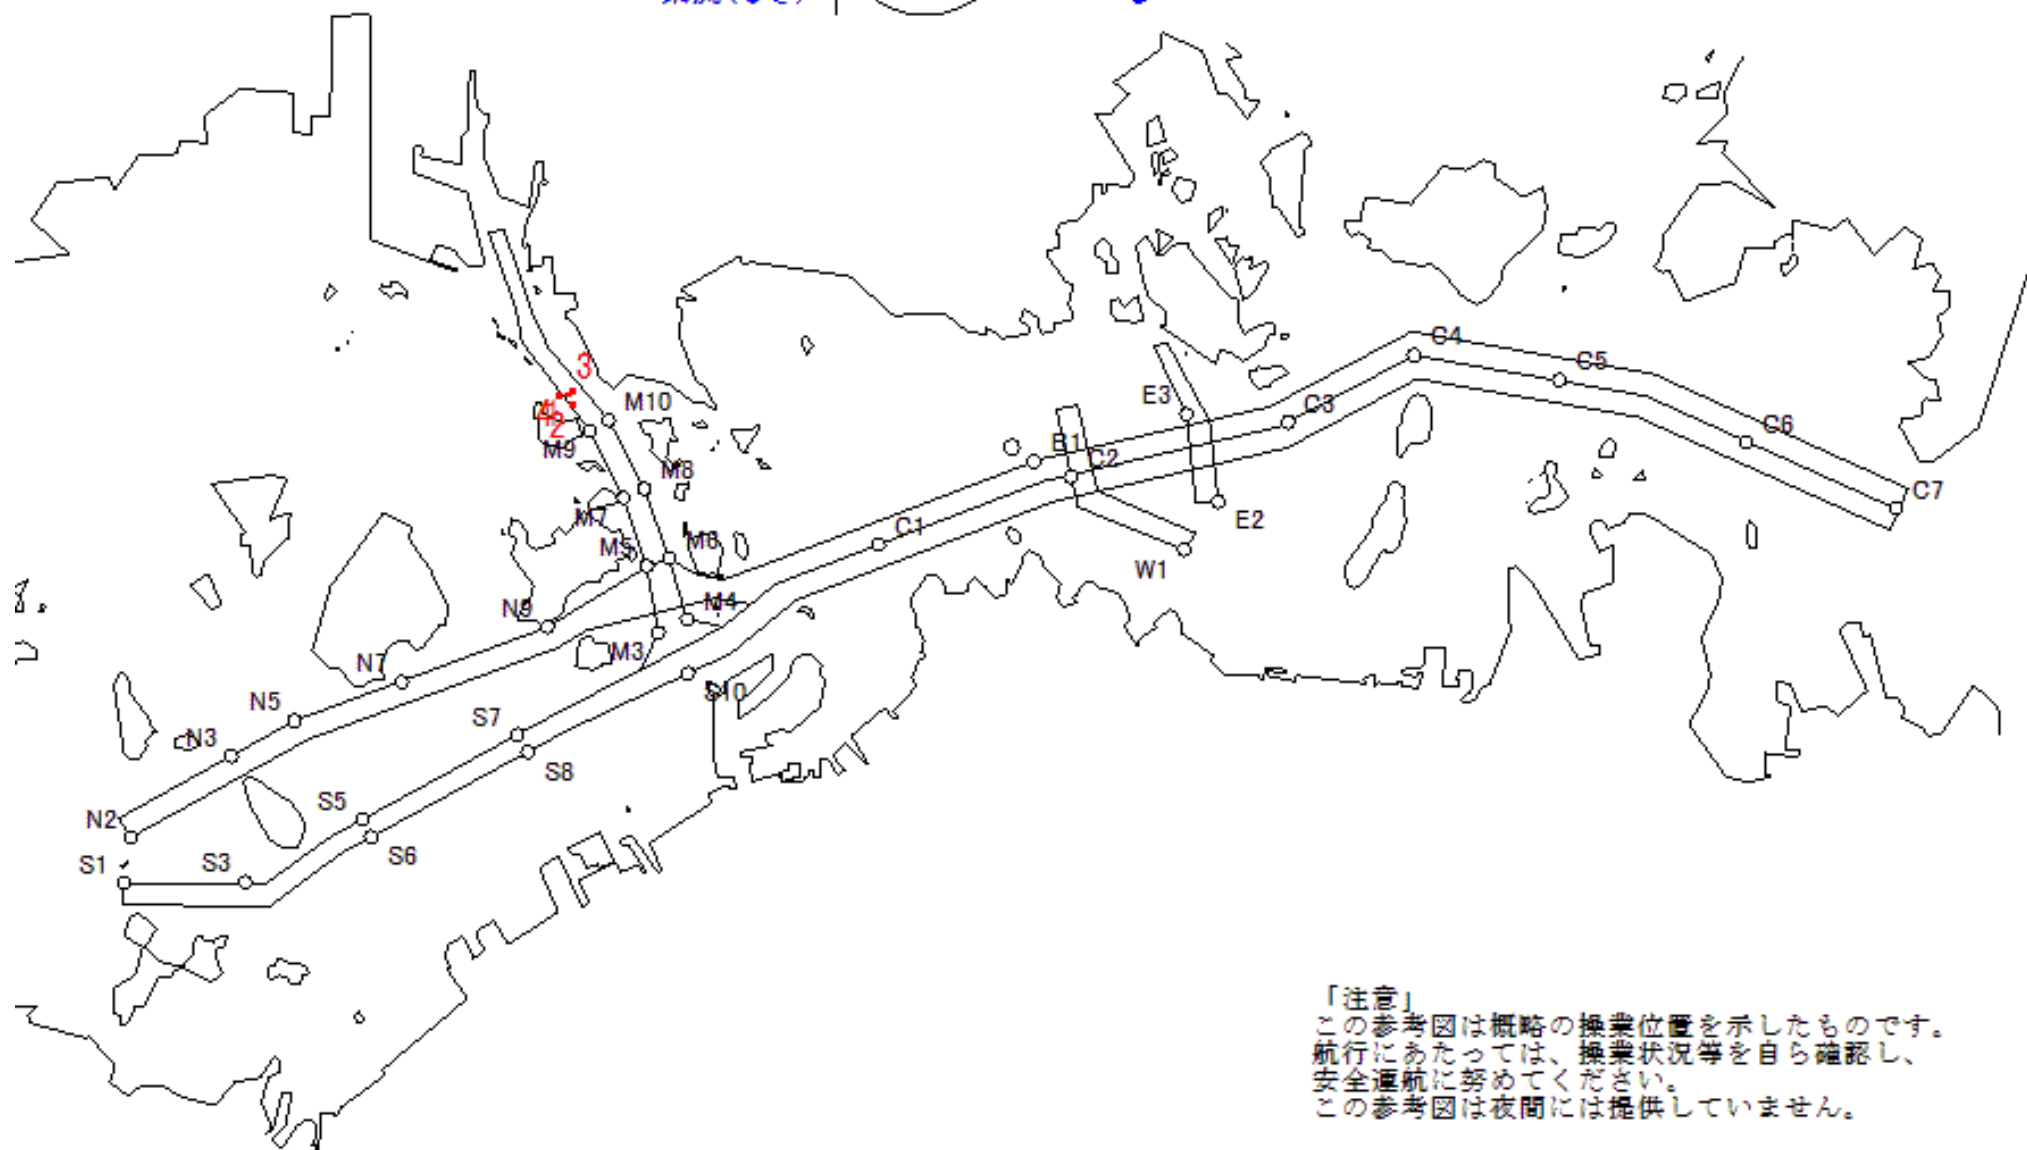 C4
C5
3
M10
E3
C3
4
1
2
M9
B1
C6
C2
M8
C7
M7
E2
C1
M5
M6
W1
N9
M4
M3
N7
S10
N5
S7
N3
S8
S5
N2
S6
S1
S3
「注意」
この参考図は概略の操業位置を示したものです。
航行にあたっては、操業状況等を自ら確認し、
安全運航に努めてください。
この参考図は夜間には提供していません。